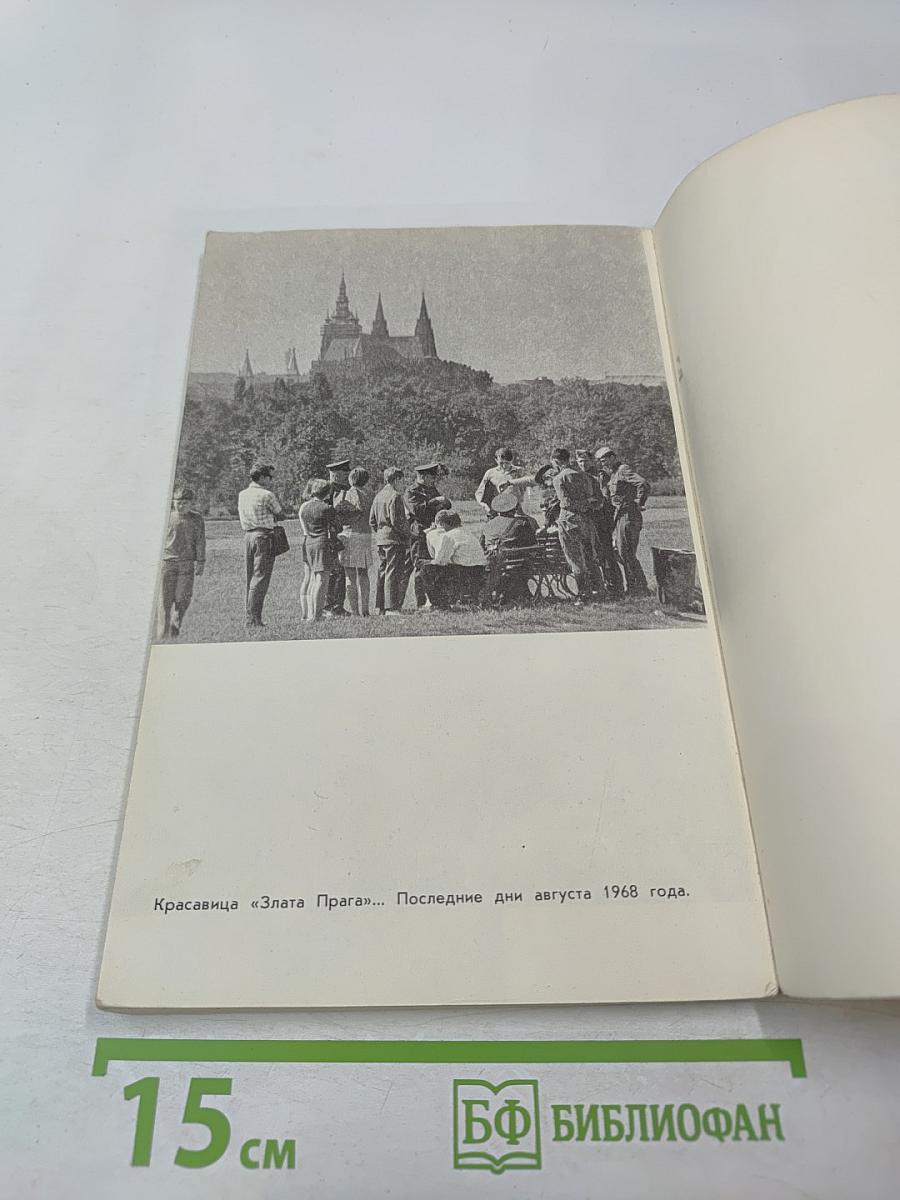 Красавица «Злата Прага»... Последние дни августа 1968 года.
15 см
БФ БИБЛИОФАН